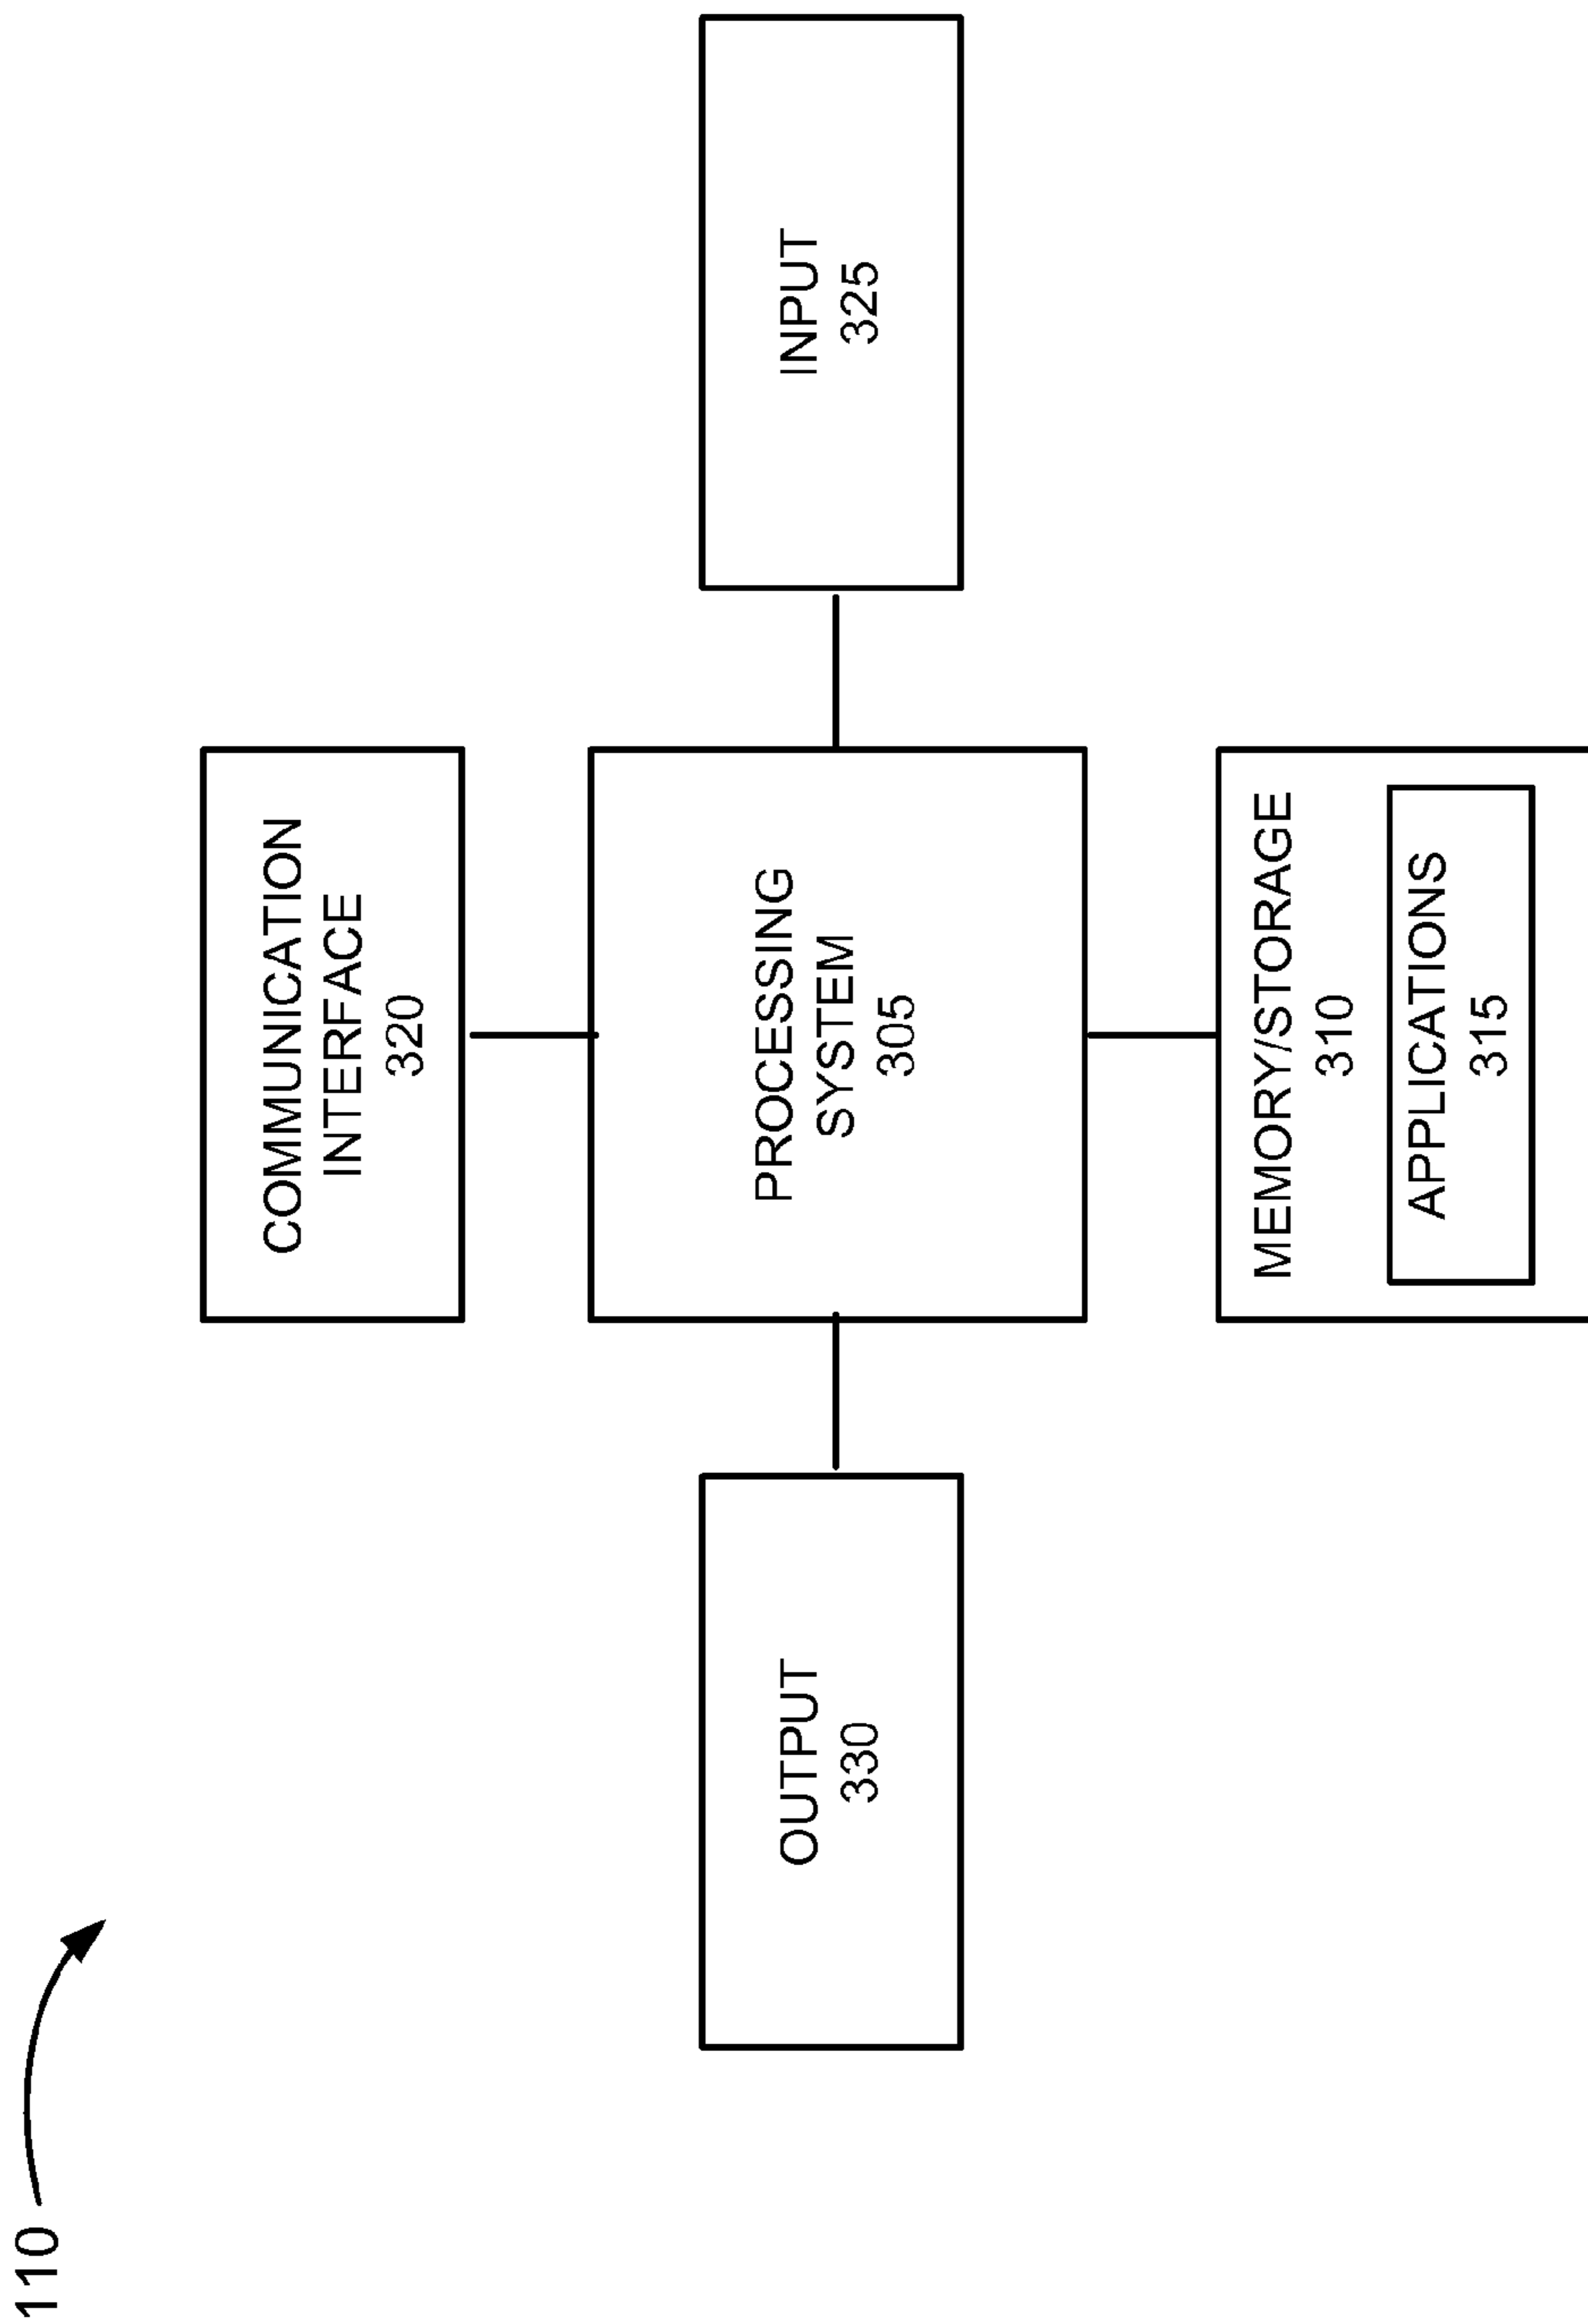 110
COMMUNICATION
INTERFACE
320
OUTPUT
330
PROCESSING
SYSTEM
305
INPUT
325
MEMORY/STORAGE
310
APPLICATIONS
315